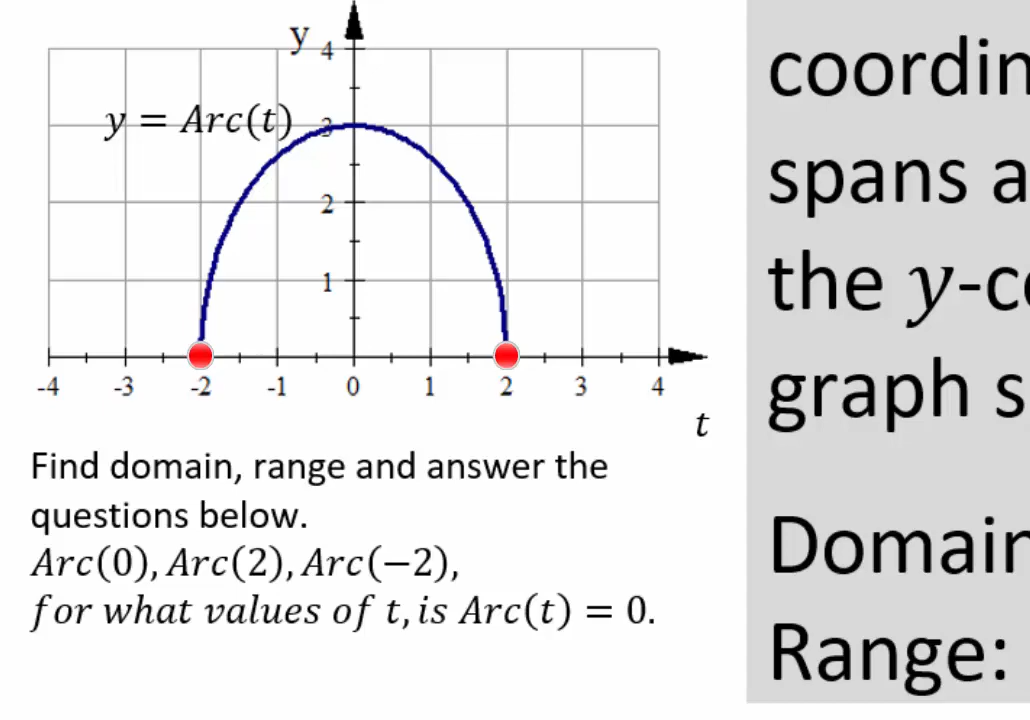 y
4
y = Arc(t)
3
2
1
-4 -3 -2 -1 0 1 2 3 4
t
Find domain, range and answer the
questions below.
Arc(0), Arc(2), Arc(−2),
for what values of t, is Arc(t) = 0.
coordin
spans a
the y-c
graph s
Domain
Range: